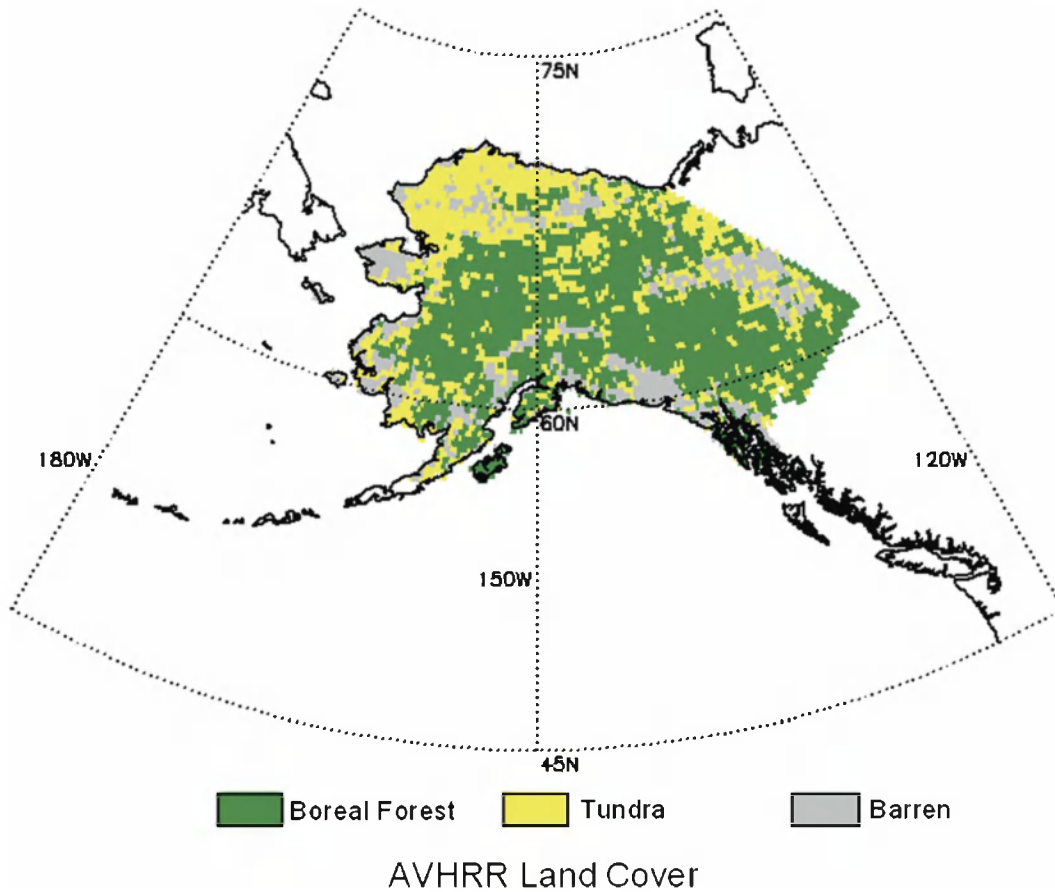 75N
60N
180W
120W
150W
45N
Boreal Forest Tundra Barren
AVHRR Land Cover